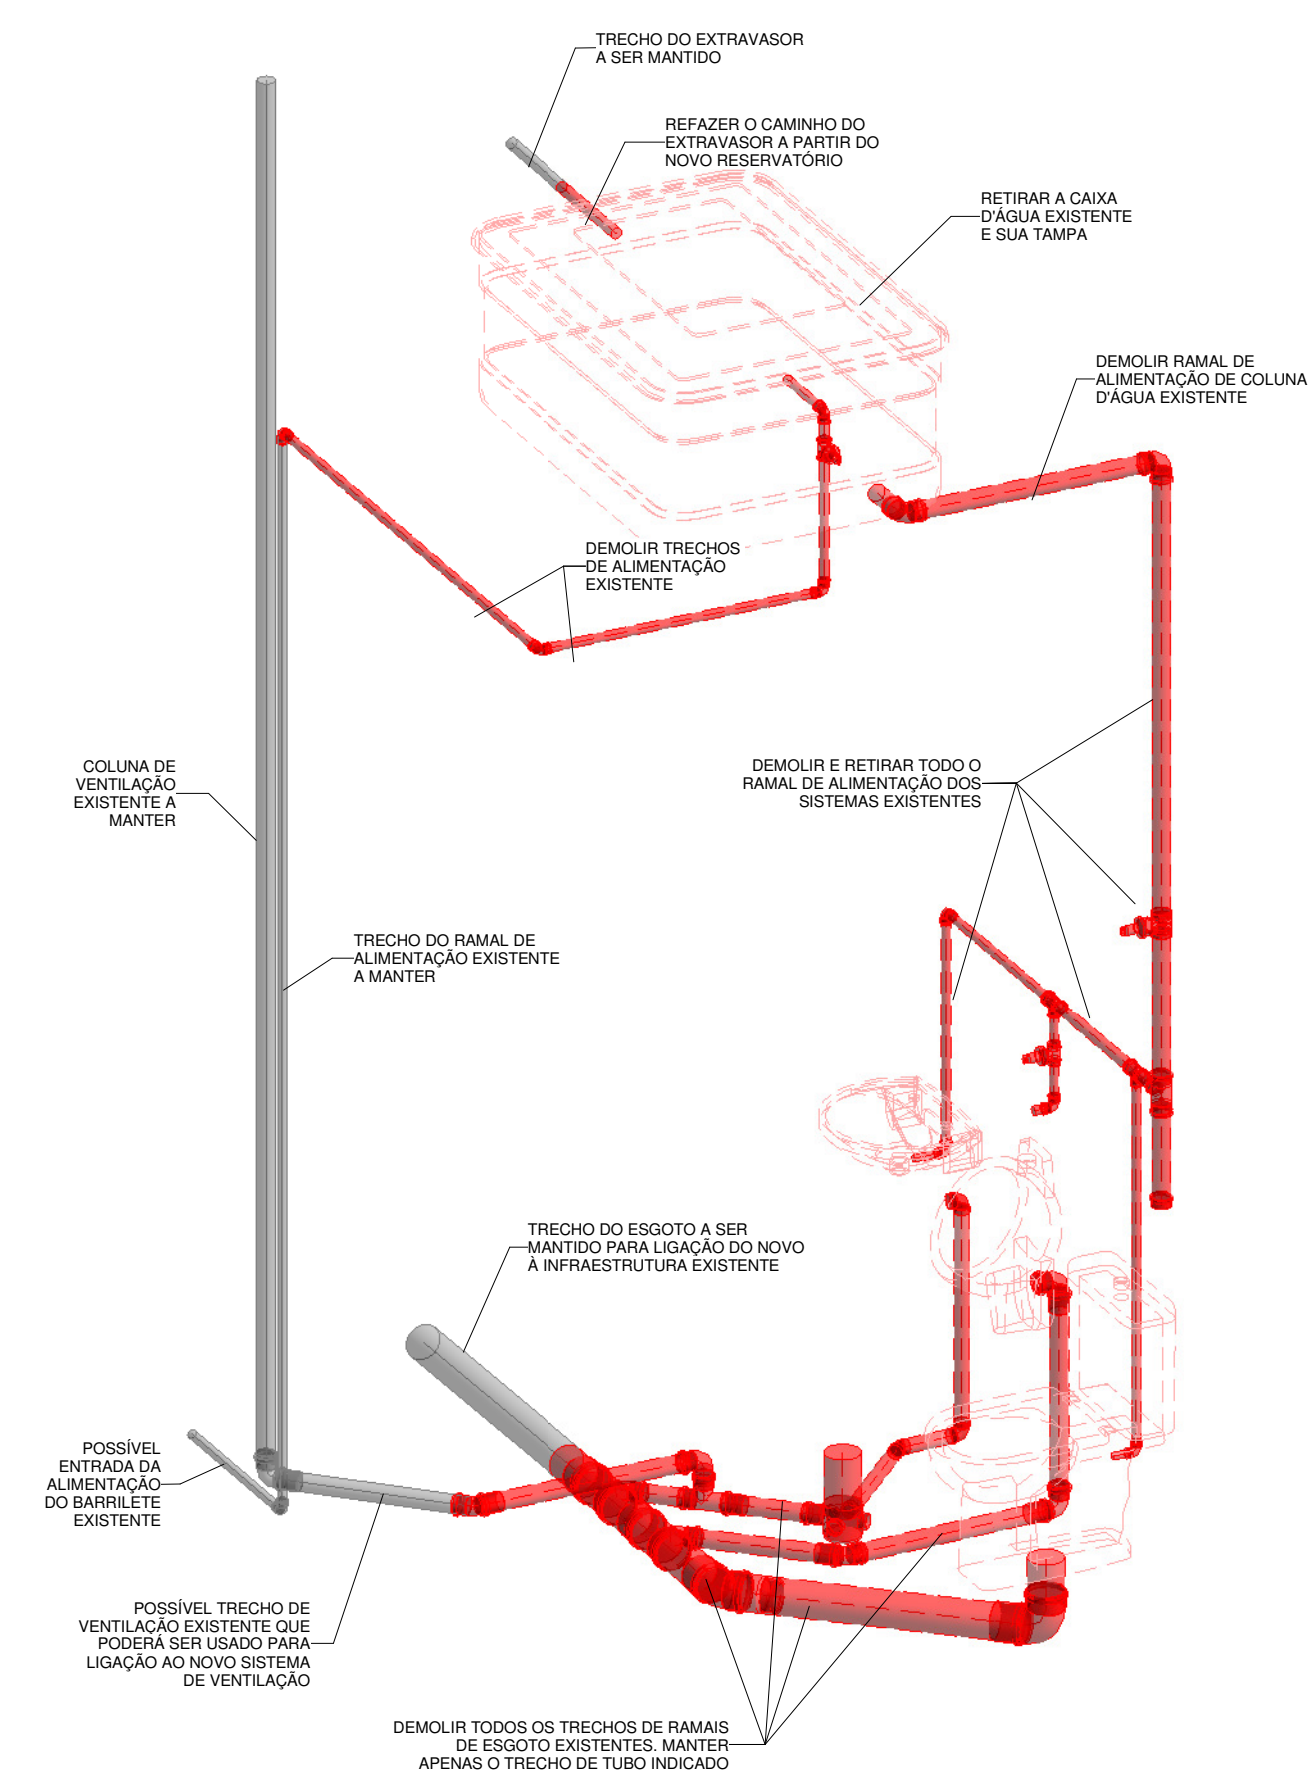 TRECHO DO EXTRAVASOR
A SER MANTIDO
REFAZER O CAMINHO DO
EXTRAVASOR A PARTIR DO
NOVO RESERVATÓRIO
RETIRAR A CAIXA
D'ÁGUA EXISTENTE
E SUA TAMPA
DEMOLIR RAMAL DE
ALIMENTAÇÃO DE COLUNA
D'ÁGUA EXISTENTE
DEMOLIR TRECHOS
DE ALIMENTAÇÃO
EXISTENTE
COLUNA DE
VENTILAÇÃO
EXISTENTE A
MANTER
DEMOLIR E RETIRAR TODO O
RAMAL DE ALIMENTAÇÃO DOS
SISTEMAS EXISTENTES
TRECHO DO RAMAL DE
ALIMENTAÇÃO EXISTENTE
A MANTER
TRECHO DO ESGOTO A SER
MANTIDO PARA LIGAÇÃO DO NOVO
À INFRAESTRUTURA EXISTENTE
POSSÍVEL
ENTRADA DA
ALIMENTAÇÃO
DO BARRILETE
EXISTENTE
POSSÍVEL TRECHO DE
VENTILAÇÃO EXISTENTE QUE
PODERÁ SER USADO PARA
LIGAÇÃO AO NOVO SISTEMA
DE VENTILAÇÃO
DEMOLIR TODOS OS TRECHOS DE RAMAIS
DE ESGOTO EXISTENTES. MANTER
APENAS O TRECHO DE TUBO INDICADO